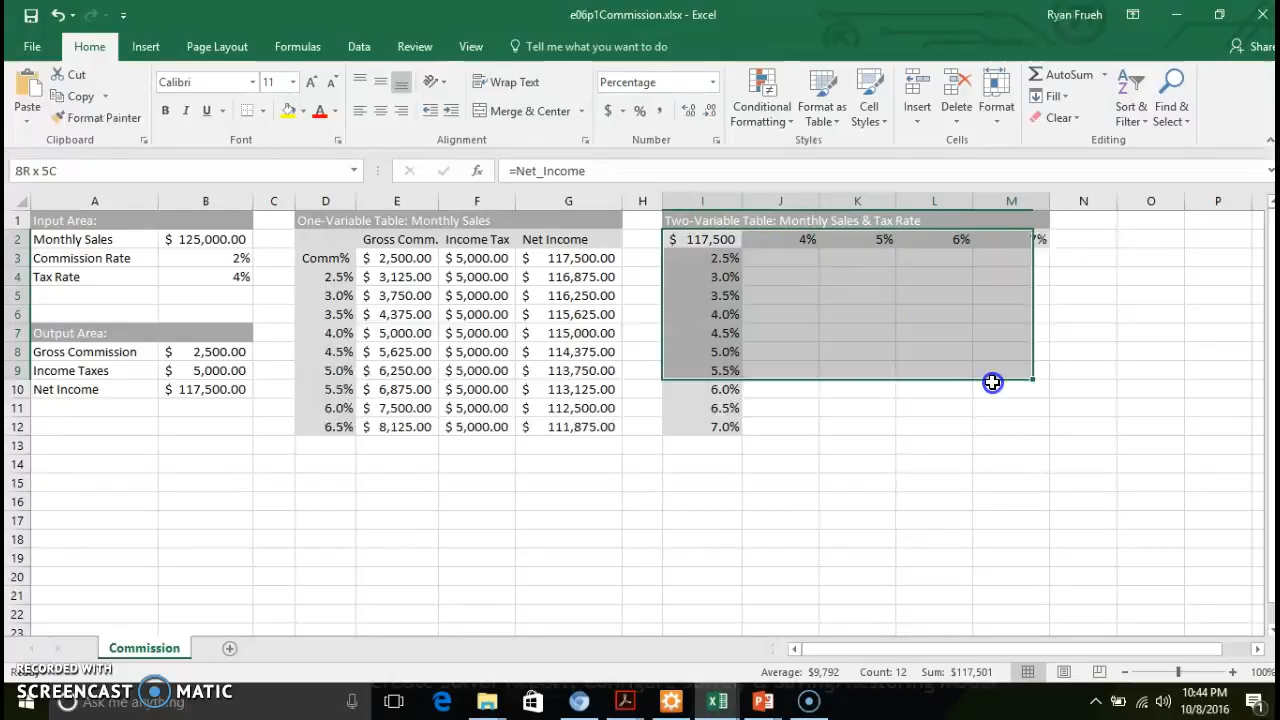 e06p1Commission.xlsx - Excel
Ryan Frueh
File Home Insert Page Layout Formulas Data Review View Tell me what you want to do Share
Paste Cut Calibri 11 Wrap Text Percentage Conditional Formatting Format as Table Cell Styles Insert Delete Format AutoSum Sort & Filter Find & Select
Copy Fill
Format Painter B I U Merge & Center $ % , Clear
Clipboard Font Alignment Number Styles Cells Editing
8R x 5C fx =Net_Income
A B C D E F G H I J K L M N O P
1 Input Area: One-Variable Table: Monthly Sales Two-Variable Table: Monthly Sales & Tax Rate
2 Monthly Sales $ 125,000.00 Gross Comm. Income Tax Net Income $ 117,500 4% 5% 6% 7%
3 Commission Rate 2% Comm% $ 2,500.00 $ 5,000.00 $ 117,500.00 2.5%
4 Tax Rate 4% 2.5% $ 3,125.00 $ 5,000.00 $ 116,875.00 3.0%
5 3.0% $ 3,750.00 $ 5,000.00 $ 116,250.00 3.5%
6 3.5% $ 4,375.00 $ 5,000.00 $ 115,625.00 4.0%
7 Output Area: 4.0% $ 5,000.00 $ 5,000.00 $ 115,000.00 4.5%
8 Gross Commission $ 2,500.00 4.5% $ 5,625.00 $ 5,000.00 $ 114,375.00 5.0%
9 Income Taxes $ 5,000.00 5.0% $ 6,250.00 $ 5,000.00 $ 113,750.00 5.5%
10 Net Income $ 117,500.00 5.5% $ 6,875.00 $ 5,000.00 $ 113,125.00 6.0%
11 6.0% $ 7,500.00 $ 5,000.00 $ 112,500.00 6.5%
12 6.5% $ 8,125.00 $ 5,000.00 $ 111,875.00 7.0%
13
14
15
16
17
18
19
20
21
22
23
Commission
Average: $9,792 Count: 12 Sum: $117,501 100%
RECORDED WITH
SCREENCAST MATIC
Ask me anything
10:44 PM
10/8/2016